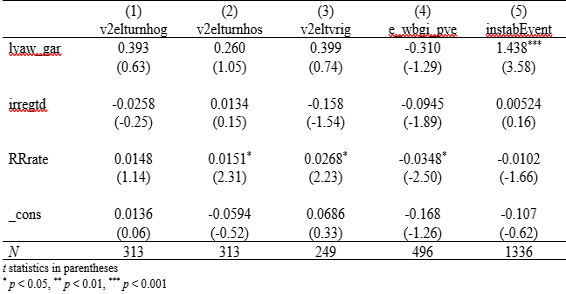 (1) (2) (3) (4) (5)
v2elturnhog v2elturnhos v2eltvrig e_wbgi_pve instabEvent
lvaw_gar 0.393 0.260 0.399 -0.310 1.438***
(0.63) (1.05) (0.74) (-1.29) (3.58)
irregtd -0.0258 0.0134 -0.158 -0.0945 0.00524
(-0.25) (0.15) (-1.54) (-1.89) (0.16)
RRrate 0.0148 0.0151* 0.0268* -0.0348* -0.0102
(1.14) (2.31) (2.23) (-2.50) (-1.66)
_cons 0.0136 -0.0594 0.0686 -0.168 -0.107
(0.06) (-0.52) (0.33) (-1.26) (-0.62)
N 313 313 249 496 1336
t statistics in parentheses
* p < 0.05, ** p < 0.01, *** p < 0.001